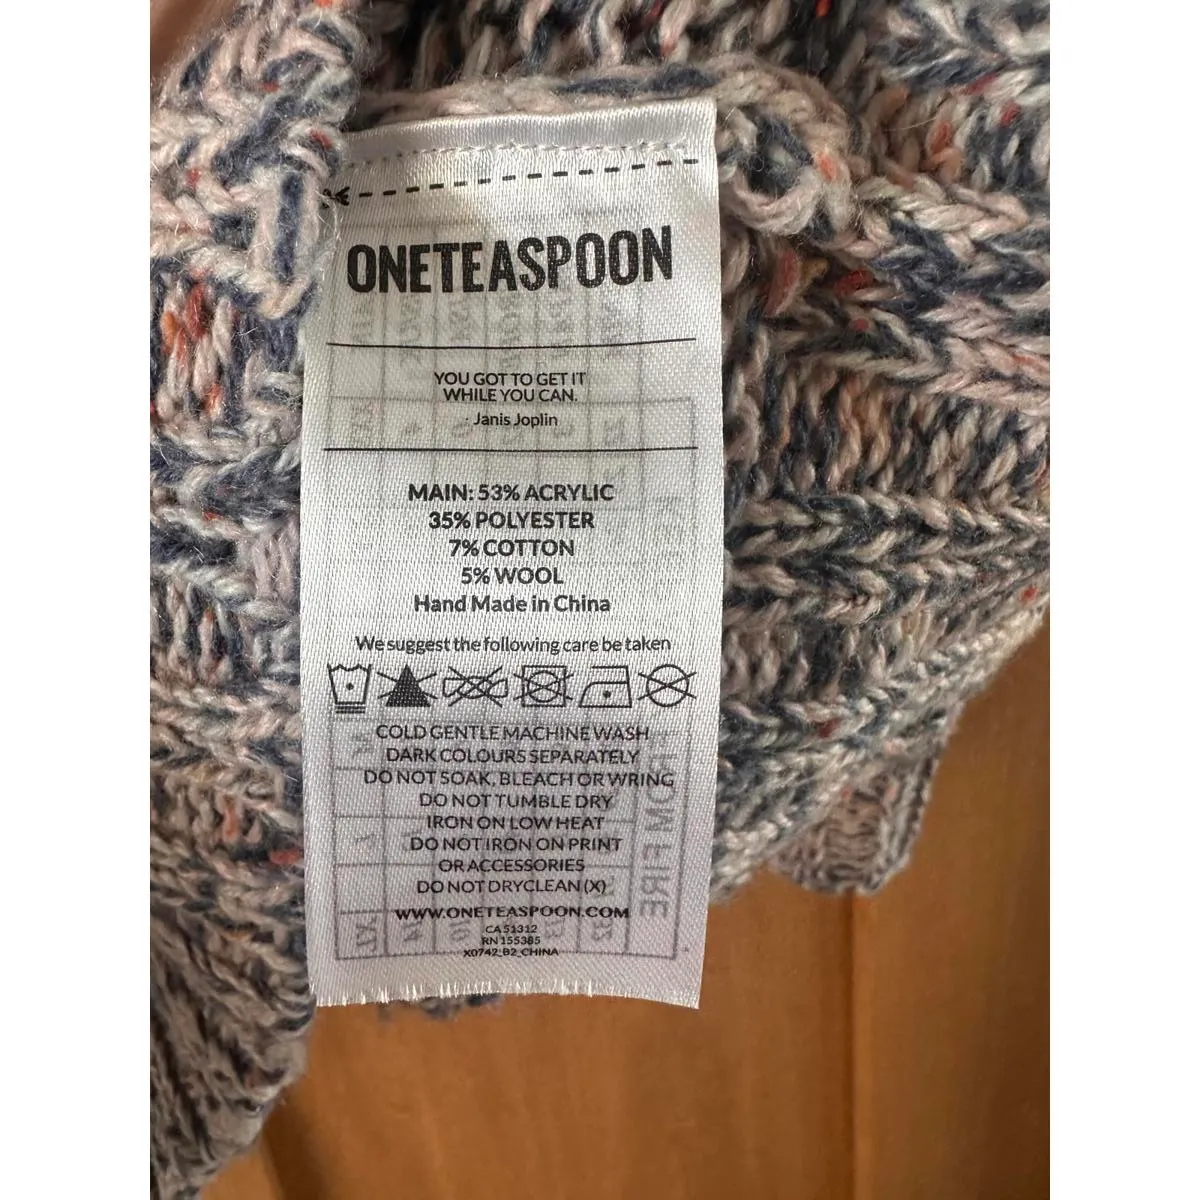 ONETEASPOON
YOU GOT TO GET IT
WHILE YOU CAN.
- Janis Joplin
MAIN: 53% ACRYLIC
35% POLYESTER
7% COTTON
5% WOOL
Hand Made in China
We suggest the following care be taken
COLD GENTLE MACHINE WASH
DARK COLOURS SEPARATELY
DO NOT SOAK, BLEACH OR WRING
DO NOT TUMBLE DRY
IRON ON LOW HEAT
DO NOT IRON ON PRINT
OR ACCESSORIES
DO NOT DRYCLEAN (X)
WWW.ONETEASPOON.COM
CA 51312
RN 155385
X0742_B2_CHINA